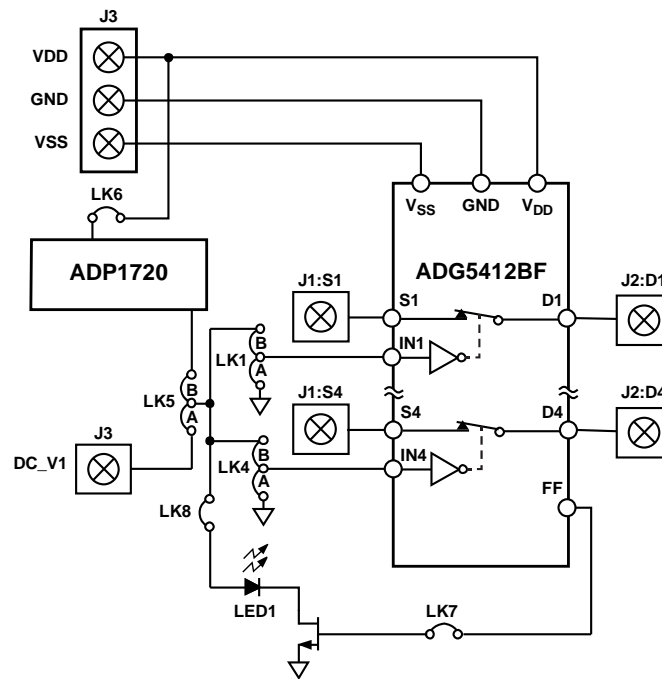 J3
VDD
GND
VSS
LK6
VSS GND VDD
ADP1720
ADG5412BF
J1:S1
S1
D1
J2:D1
B
LK1
A
IN1
B
LK5
A
J1:S4
S4
D4
J2:D4
J3
DC_V1
B
LK4
A
IN4
FF
LK8
LED1
LK7